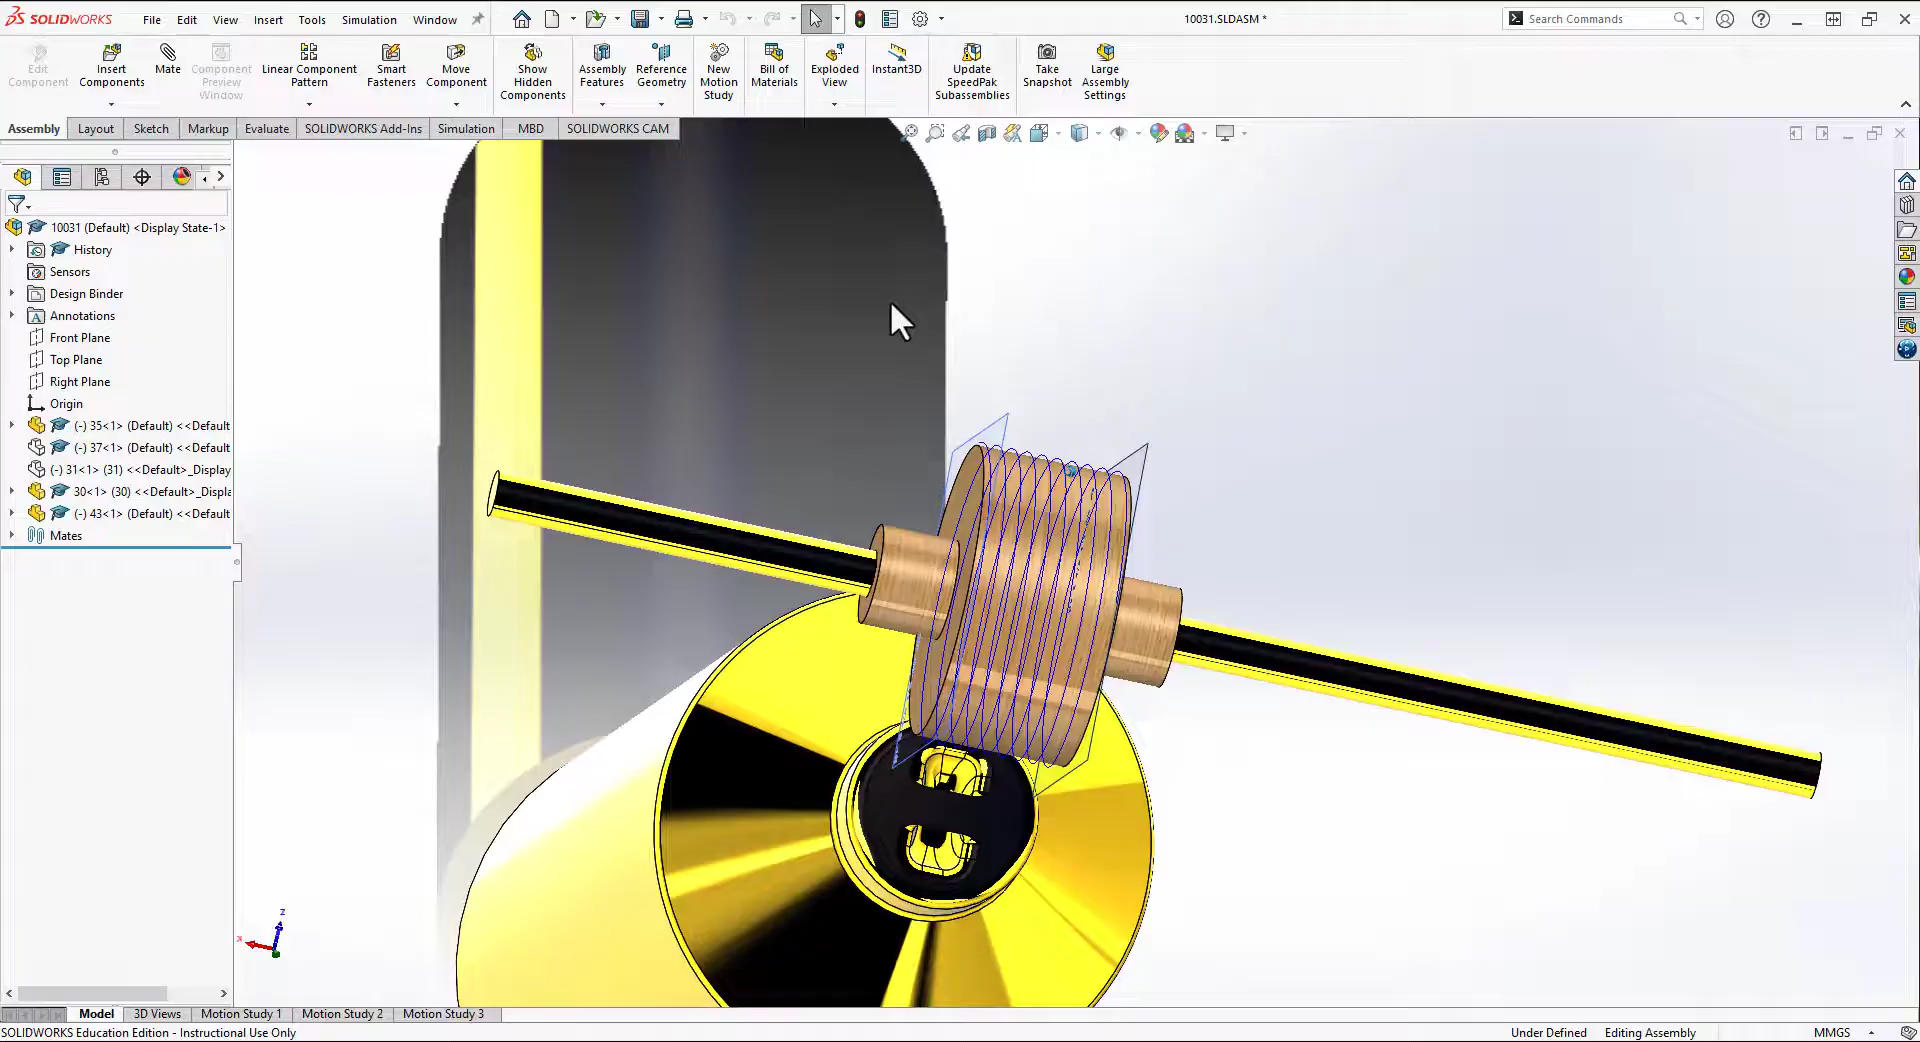 SOLIDWORKS File Edit View Insert Tools Simulation Window 10031.SLDASM * Search Commands
Edit Component
Insert Components
Mate
Component Preview Window
Linear Component Pattern
Smart Fasteners
Move Component
Show Hidden Components
Assembly Features
Reference Geometry
New Motion Study
Bill of Materials
Exploded View
Instant3D
Update SpeedPak Subassemblies
Take Snapshot
Large Assembly Settings
Assembly Layout Sketch Markup Evaluate SOLIDWORKS Add-Ins Simulation MBD SOLIDWORKS CAM
10031 (Default) <Display State-1>
History
Sensors
Design Binder
Annotations
Front Plane
Top Plane
Right Plane
Origin
(-) 35<1> (Default) <<Default
(-) 37<1> (Default) <<Default
(-) 31<1> (31) <<Default>_Display
30<1> (30) <<Default>_Displa
(-) 43<1> (Default) <<Default
Mates
z
x
Model 3D Views Motion Study 1 Motion Study 2 Motion Study 3
SOLIDWORKS Education Edition - Instructional Use Only Under Defined Editing Assembly MMGS